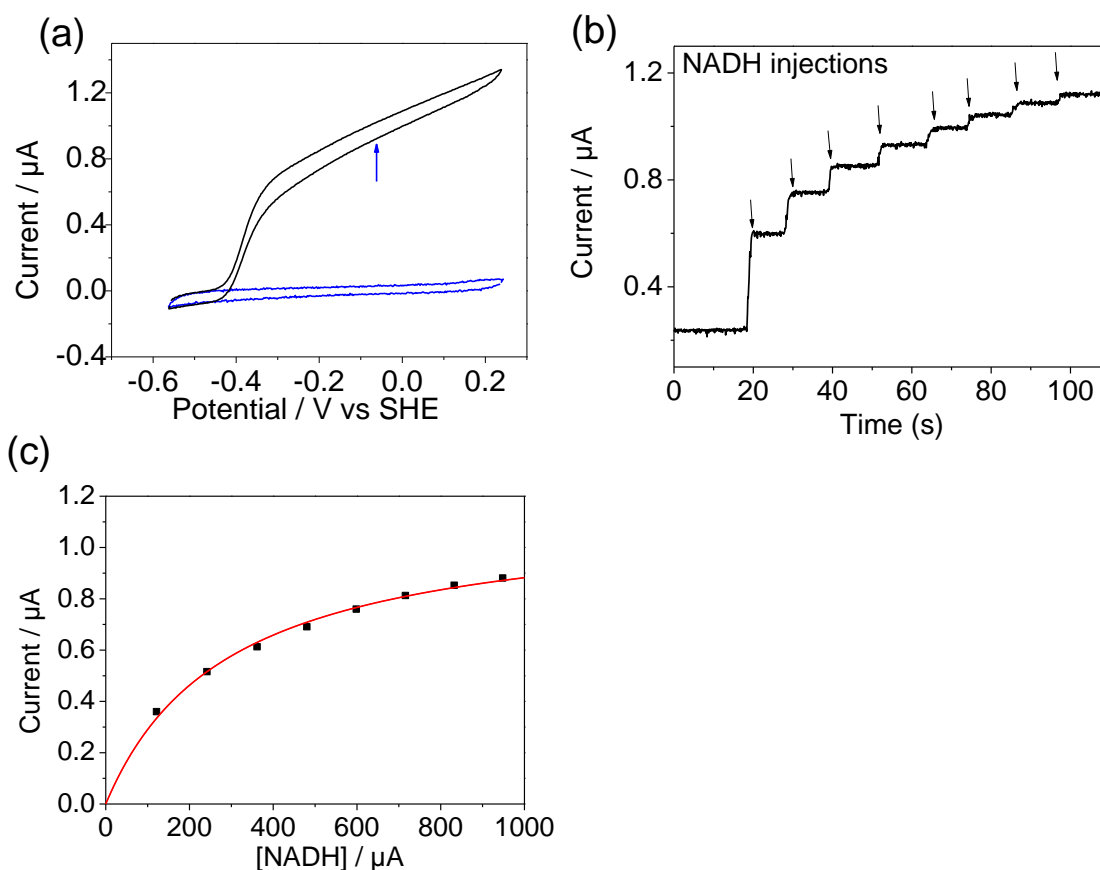 (a)
1.2
0.8
0.4
0.0
-0.4
Current / µA
-0.6 -0.4 -0.2 0.0 0.2
Potential / V vs SHE
(b)
NADH injections
1.2
0.8
0.4
Current / µA
0 20 40 60 80 100
Time (s)
(c)
1.2
1.0
0.8
0.6
0.4
0.2
0.0
Current / µA
0 200 400 600 800 1000
[NADH] / µA